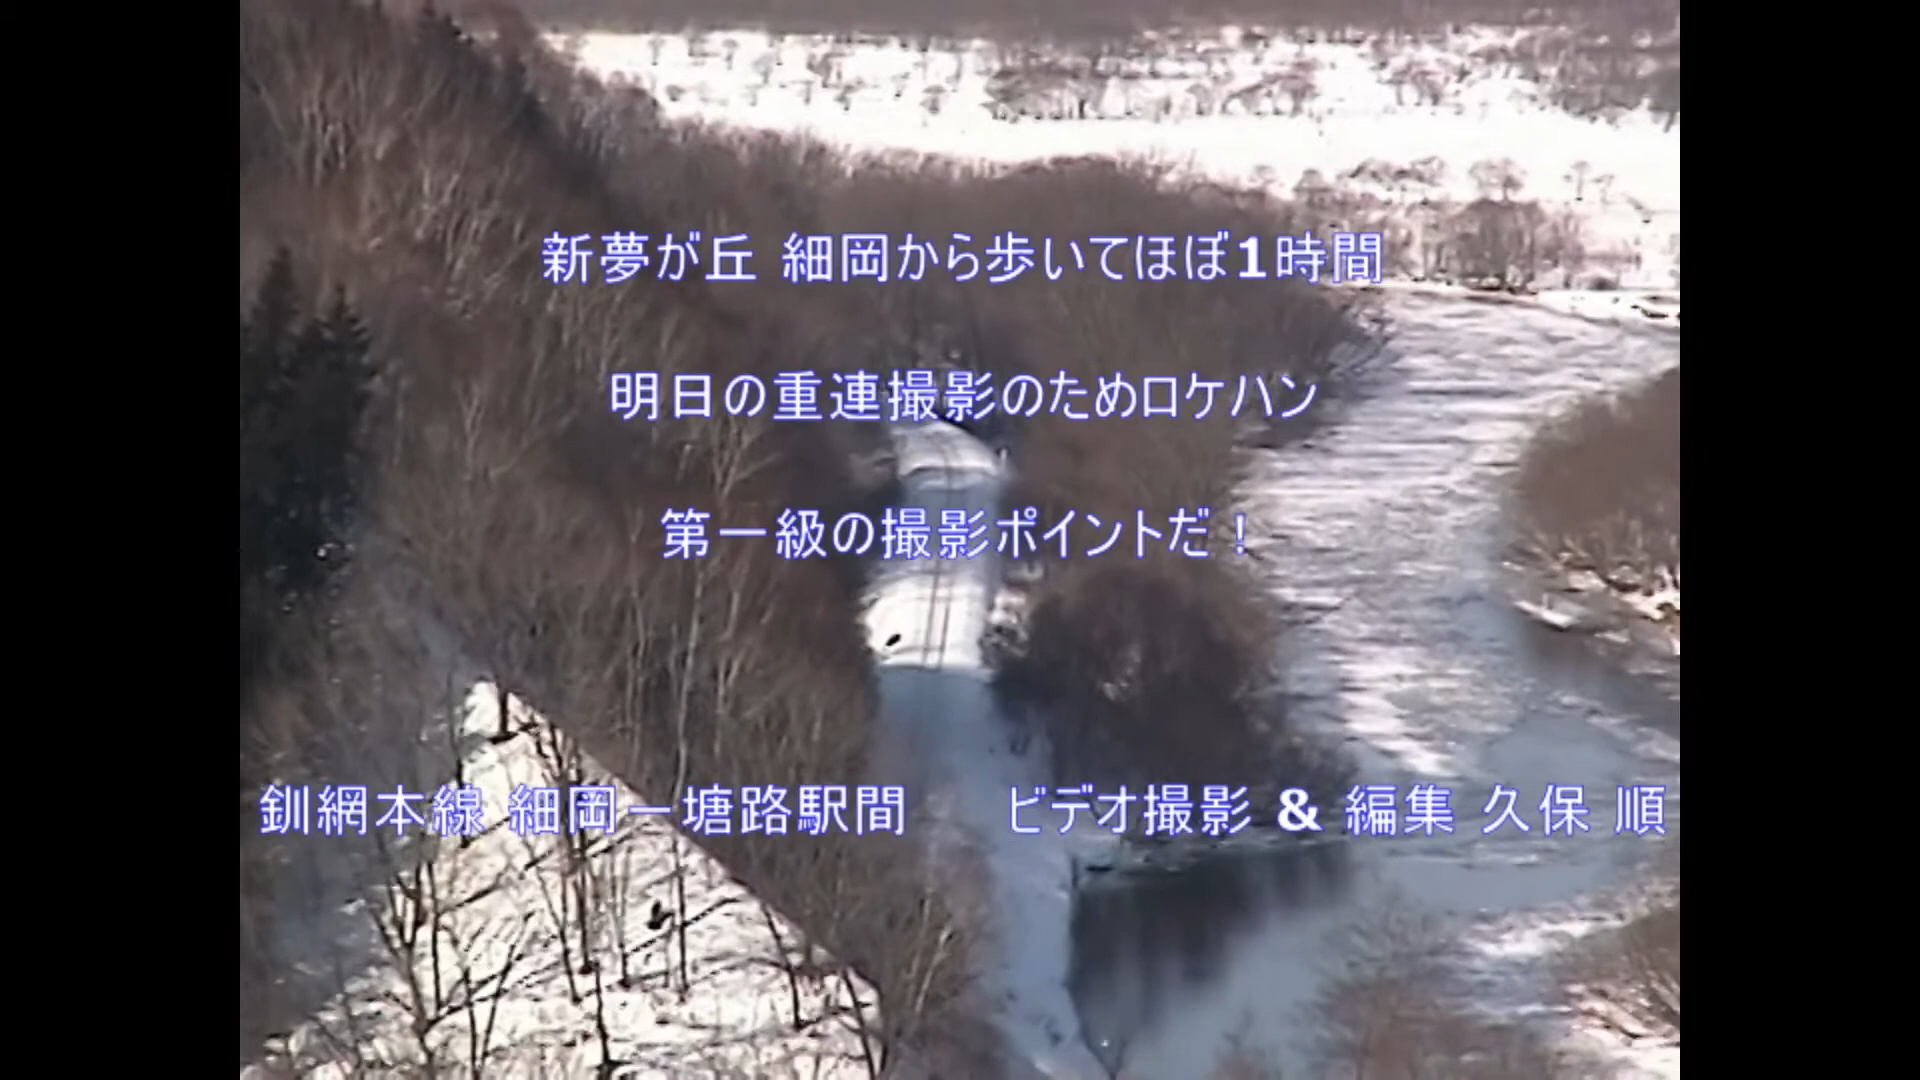 新夢が丘 細岡から歩いてほぼ1時間
明日の重連撮影のためロケハン
第一級の撮影ポイントだ！
釧網本線 細岡－塘路駅間　ビデオ撮影 & 編集 久保 順